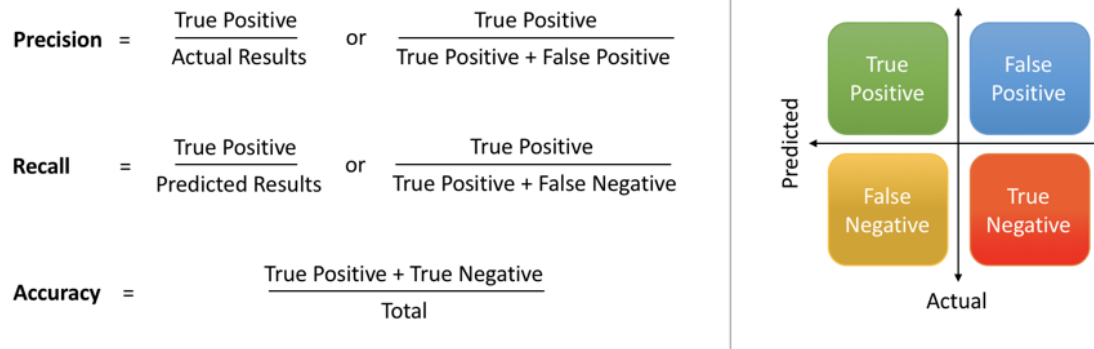 Precision = True Positive / Actual Results or True Positive / True Positive + False Positive
Recall = True Positive / Predicted Results or True Positive / True Positive + False Negative
Accuracy = True Positive + True Negative / Total
Predicted
True
Positive
False
Positive
False
Negative
True
Negative
Actual